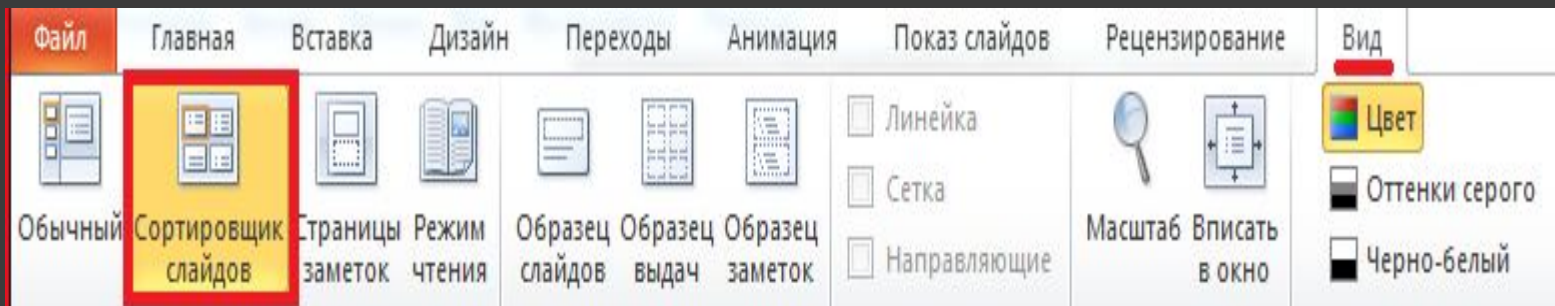 Файл Главная Вставка Дизайн Переходы Анимация Показ слайдов Рецензирование Вид
Обычный
Сортировщик
слайдов
Страницы
заметок
Режим
чтения
Образец
слайдов
Образец
выдач
Образец
заметок
Линейка
Сетка
Направляющие
Масштаб
Вписать
в окно
Цвет
Оттенки серого
Черно-белый